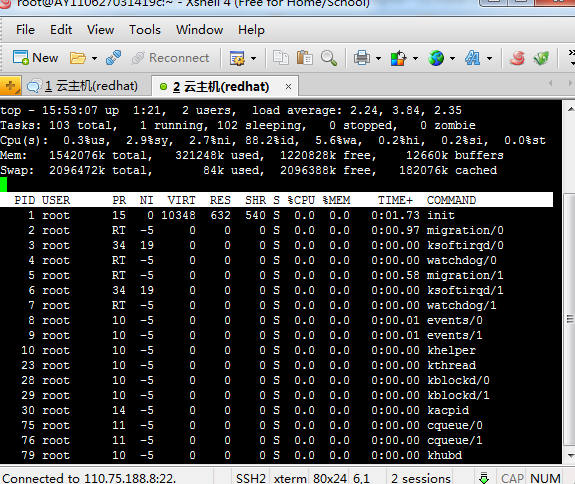 root@AY110627031419c:~ - Xshell 4 (Free for Home/School)
File Edit View Tools Window Help
New Reconnect
1 云主机(redhat) 2 云主机(redhat)
top - 15:53:07 up 1:21, 2 users, load average: 2.24, 3.84, 2.35
Tasks: 103 total, 1 running, 102 sleeping, 0 stopped, 0 zombie
Cpu(s): 0.3%us, 2.9%sy, 2.7%ni, 88.2%id, 5.6%wa, 0.2%hi, 0.2%si, 0.0%st
Mem: 1542076k total, 321248k used, 1220828k free, 12660k buffers
Swap: 2096472k total, 84k used, 2096388k free, 182076k cached
PID USER PR NI VIRT RES SHR S %CPU %MEM TIME+ COMMAND
1 root 15 0 10348 632 540 S 0.0 0.0 0:01.73 init
2 root RT -5 0 0 0 S 0.0 0.0 0:00.97 migration/0
3 root 34 19 0 0 0 S 0.0 0.0 0:00.00 ksoftirqd/0
4 root RT -5 0 0 0 S 0.0 0.0 0:00.00 watchdog/0
5 root RT -5 0 0 0 S 0.0 0.0 0:00.58 migration/1
6 root 34 19 0 0 0 S 0.0 0.0 0:00.00 ksoftirqd/1
7 root RT -5 0 0 0 S 0.0 0.0 0:00.00 watchdog/1
8 root 10 -5 0 0 0 S 0.0 0.0 0:00.01 events/0
9 root 10 -5 0 0 0 S 0.0 0.0 0:00.01 events/1
10 root 10 -5 0 0 0 S 0.0 0.0 0:00.00 khelper
23 root 10 -5 0 0 0 S 0.0 0.0 0:00.00 kthread
28 root 10 -5 0 0 0 S 0.0 0.0 0:00.00 kblockd/0
29 root 10 -5 0 0 0 S 0.0 0.0 0:00.00 kblockd/1
30 root 14 -5 0 0 0 S 0.0 0.0 0:00.00 kacpid
75 root 11 -5 0 0 0 S 0.0 0.0 0:00.00 cqueue/0
76 root 11 -5 0 0 0 S 0.0 0.0 0:00.00 cqueue/1
79 root 10 -5 0 0 0 S 0.0 0.0 0:00.00 khubd
Connected to 110.75.188.8:22. SSH2 xterm 80x24 6,1 2 sessions CAP NUM